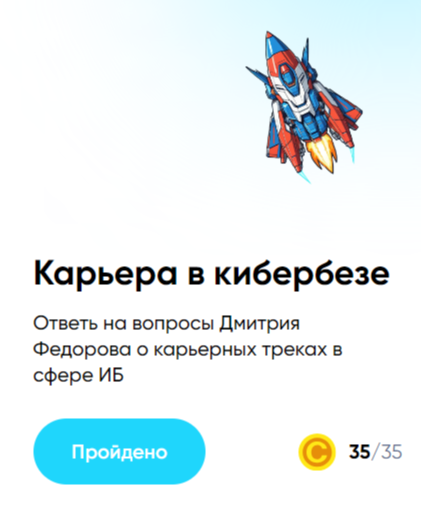 Карьера в кибербезе
Ответь на вопросы Дмитрия
Федорова о карьерных треках в
сфере ИБ
Пройдено
C 35/35